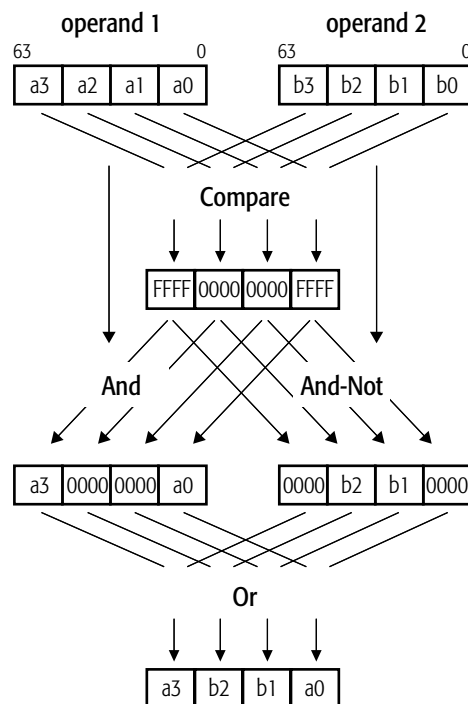 operand 1 operand 2
63 0 63 0
a3 a2 a1 a0 b3 b2 b1 b0
Compare
FFFF 0000 0000 FFFF
And And-Not
a3 0000 0000 a0 0000 b2 b1 0000
Or
a3 b2 b1 a0